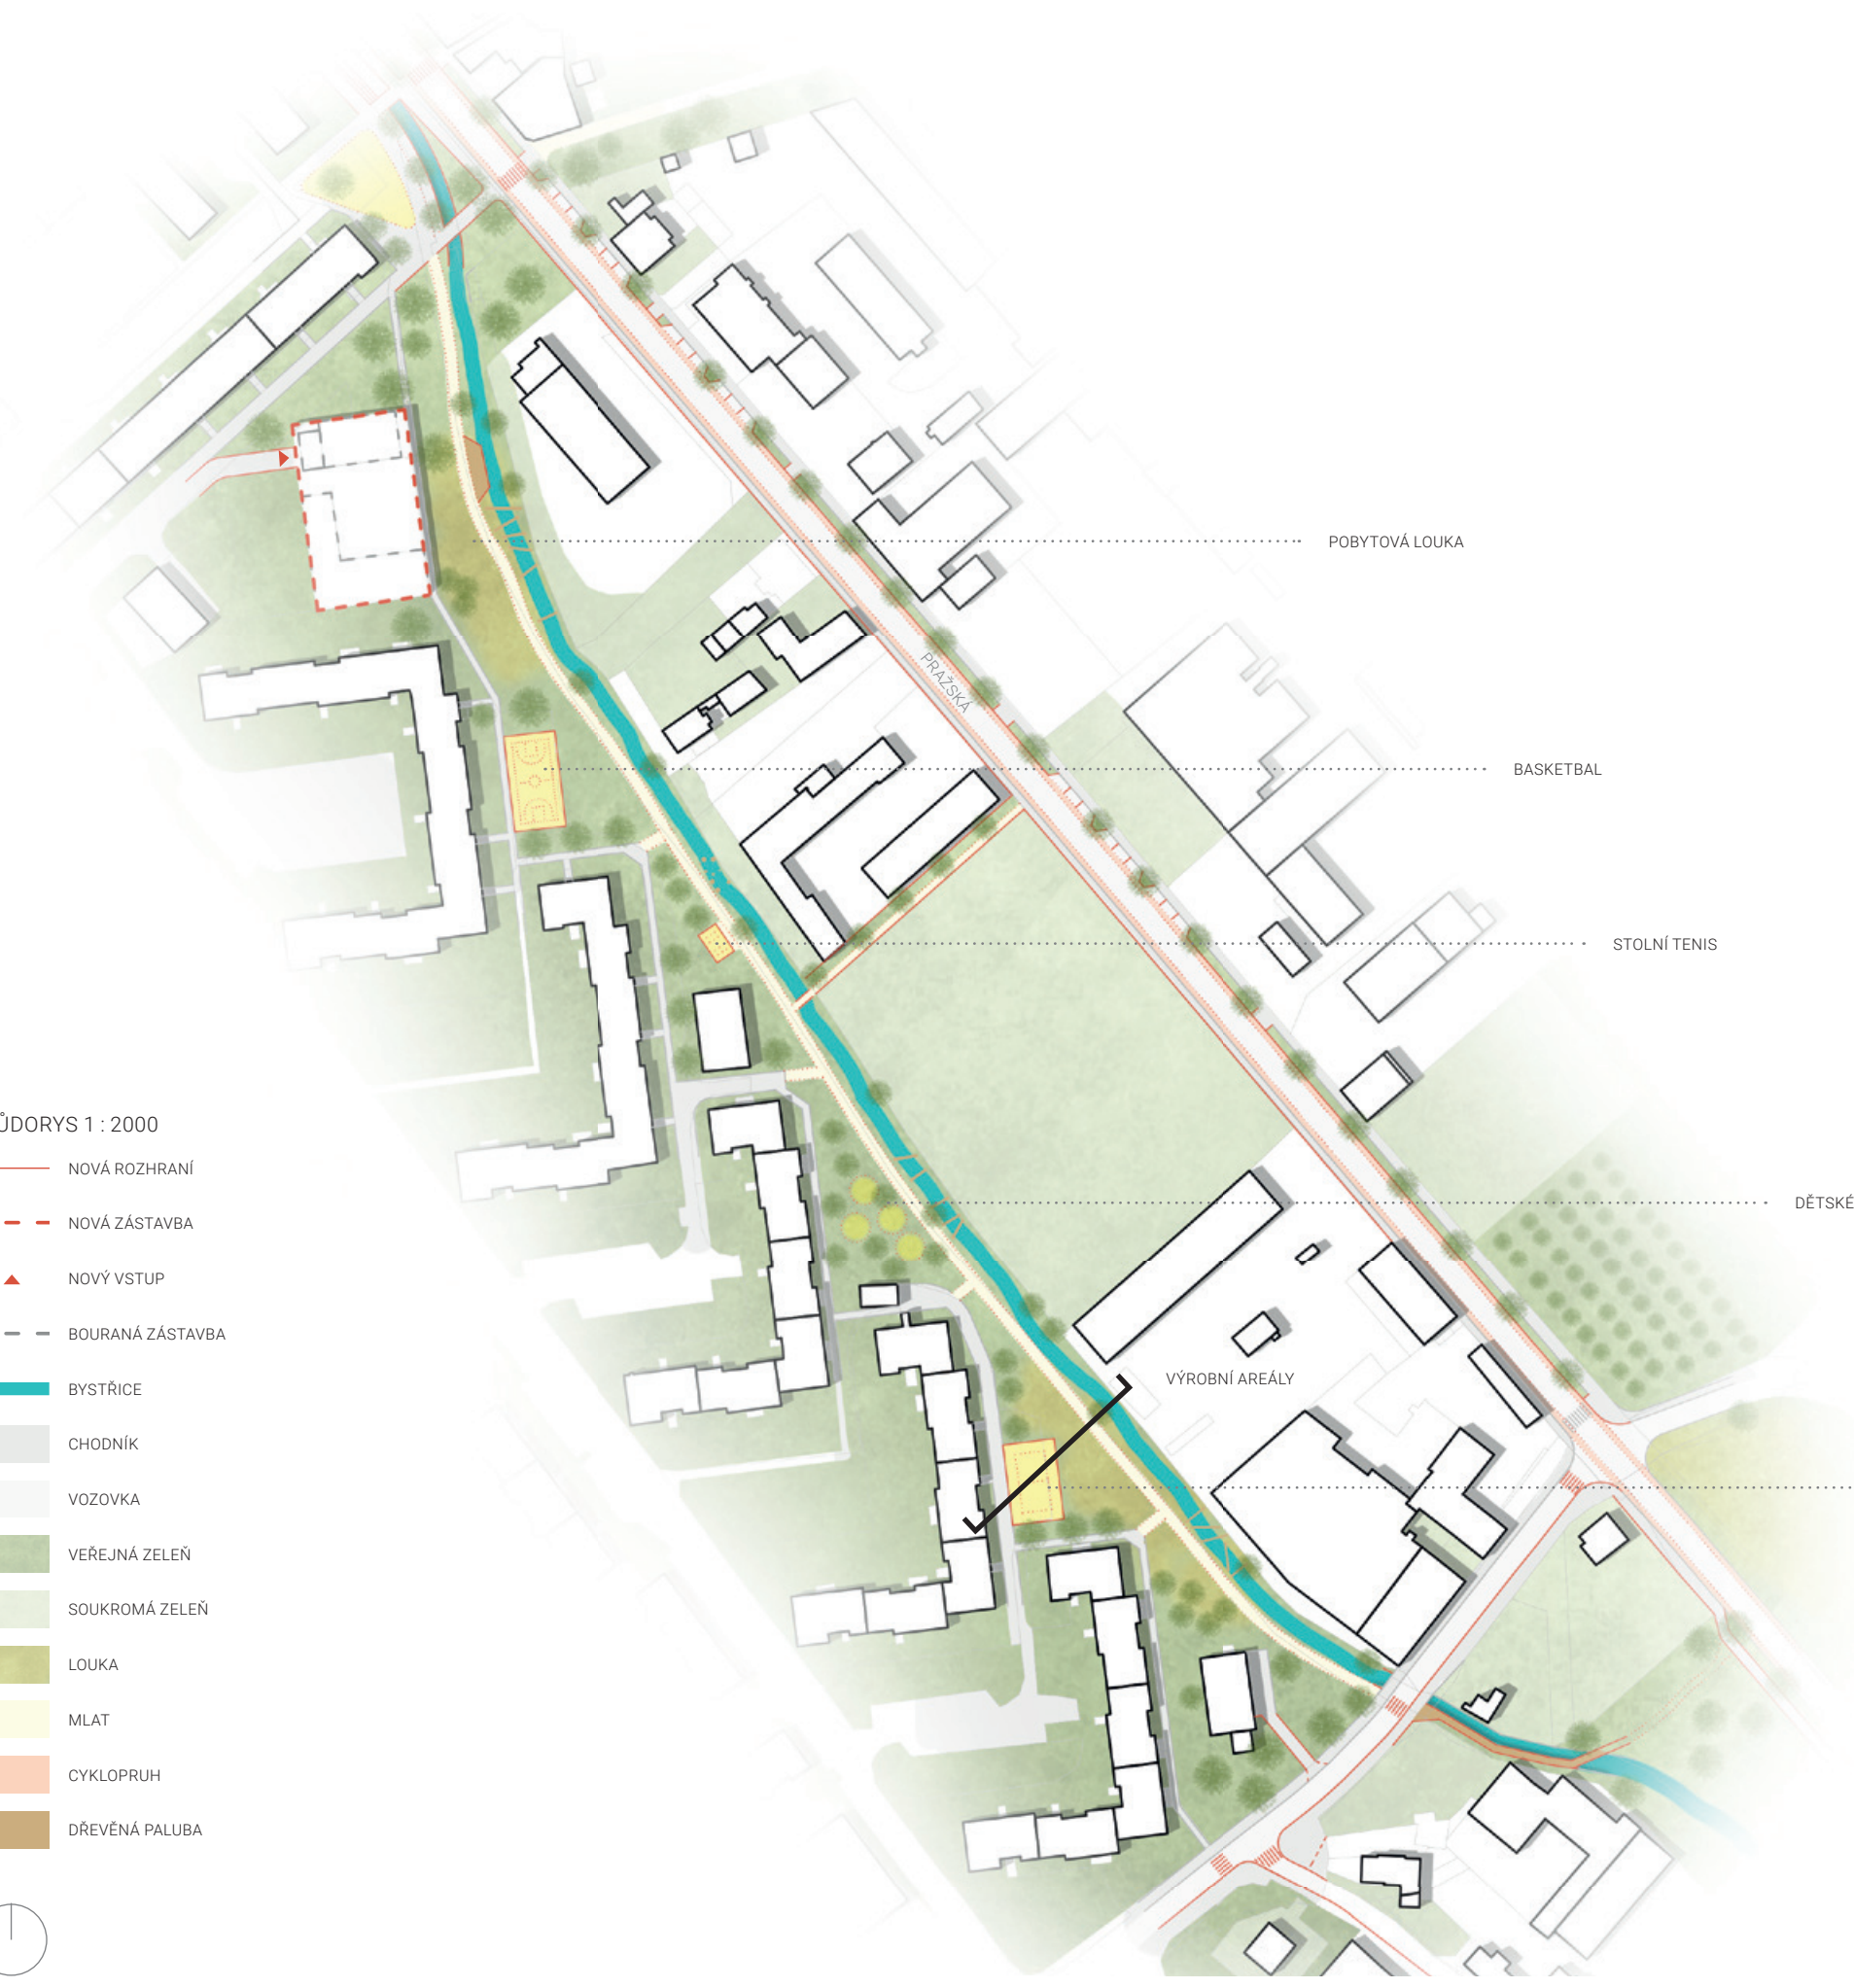 POBYTOVÁ LOUKA
PRAŽSKÁ
BASKETBAL
STOLNÍ TENIS
ŮDORYS 1 : 2000
NOVÁ ROZHRANÍ
NOVÁ ZÁSTAVBA
DĚTSKÉ
NOVÝ VSTUP
BOURANÁ ZÁSTAVBA
VÝROBNÍ AREÁLY
BYSTŘICE
CHODNÍK
VOZOVKA
VEŘEJNÁ ZELEŇ
SOUKROMÁ ZELEŇ
LOUKA
MLAT
CYKLOPRUH
DŘEVĚNÁ PALUBA